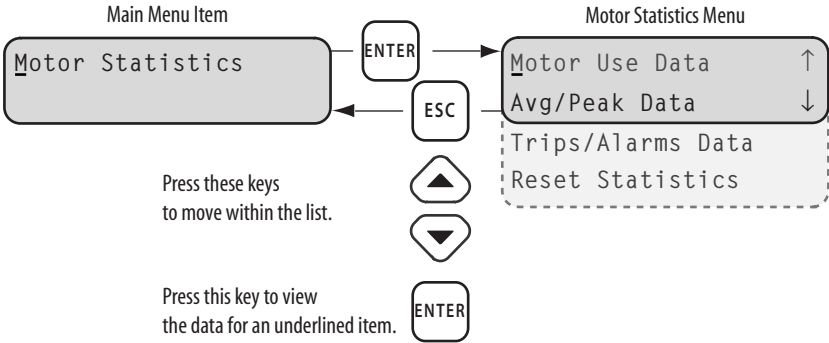 Main Menu Item
Motor Statistics Menu
Motor Statistics
ENTER
Motor Use Data ↑
Avg/Peak Data ↓
ESC
Trips/Alarms Data
Reset Statistics
Press these keys
to move within the list.
Press this key to view
the data for an underlined item.
ENTER